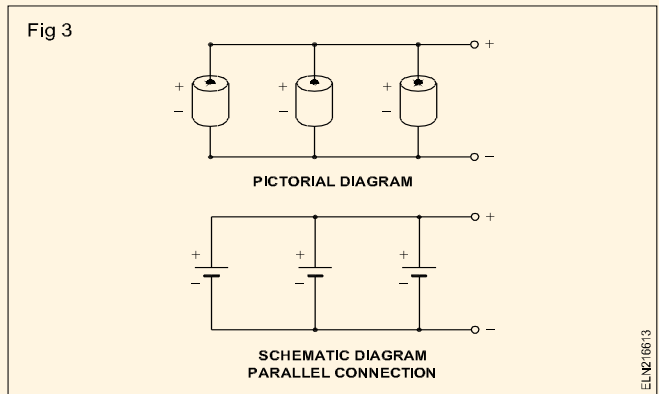 Fig 3
+
+ + +
– – –
–
PICTORIAL DIAGRAM
+
+ + +
– – –
–
SCHEMATIC DIAGRAM
PARALLEL CONNECTION
ELN216613